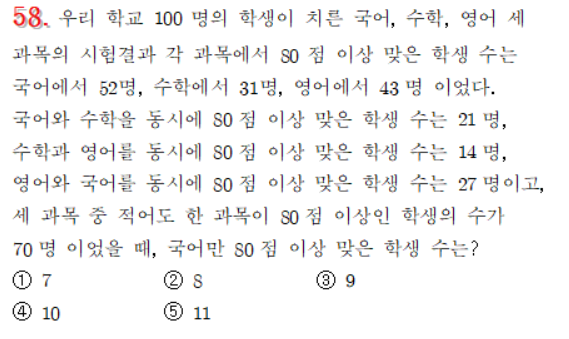 58. 우리 학교 100 명의 학생이 치른 국어, 수학, 영어 세
과목의 시험결과 각 과목에서 80 점 이상 맞은 학생 수는
국어에서 52명, 수학에서 31명, 영어에서 43 명 이었다.
국어와 수학을 동시에 80 점 이상 맞은 학생 수는 21 명,
수학과 영어를 동시에 80 점 이상 맞은 학생 수는 14 명,
영어와 국어를 동시에 80 점 이상 맞은 학생 수는 27 명이고,
세 과목 중 적어도 한 과목이 80 점 이상인 학생의 수가
70 명 이었을 때, 국어만 80 점 이상 맞은 학생 수는?
① 7 ② 8 ③ 9
④ 10 ⑤ 11